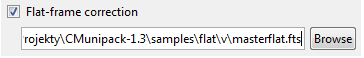 Flat-frame correction
rojekty\CMunipack-1.3\samples\flat\v\masterflat.fts Browse